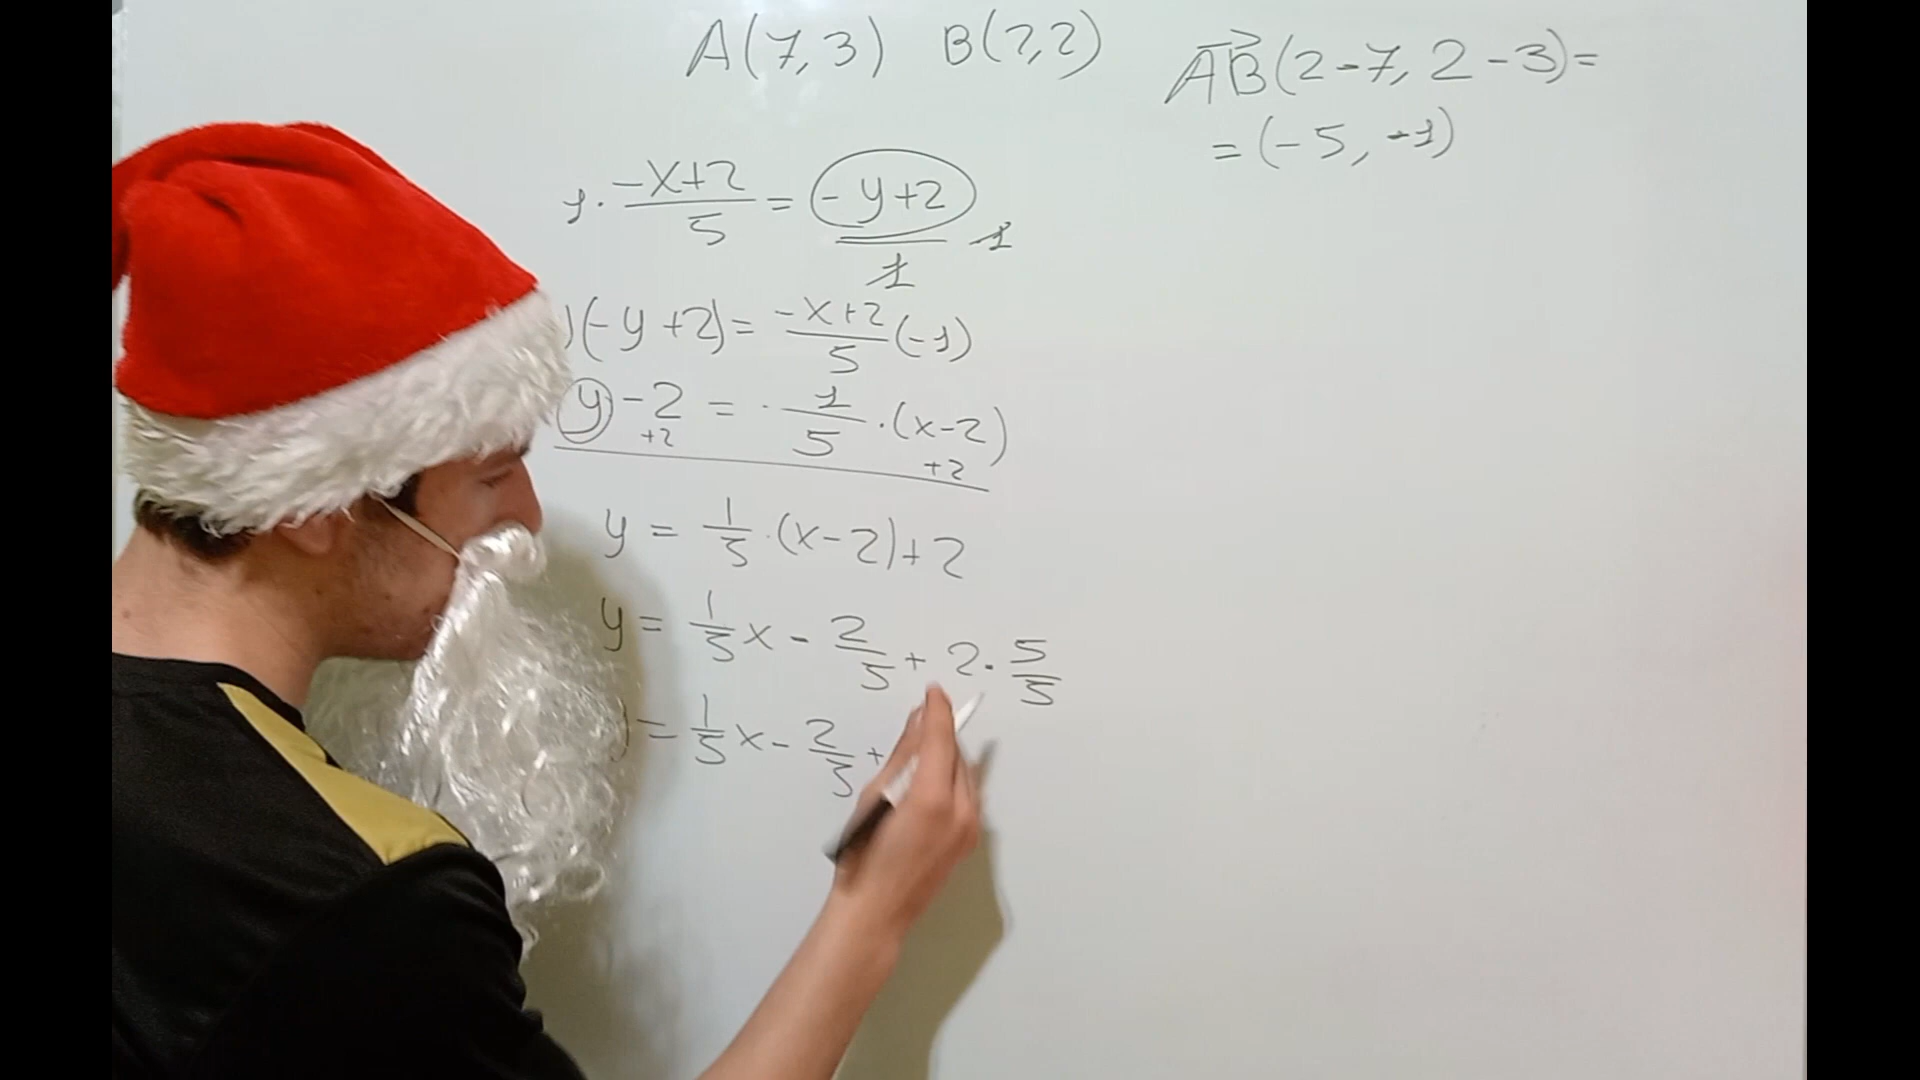 A(7,3) B(2,2) AB(2-7, 2-3)=
=(-5, -1)
1·(-x+2)/5 = (-y+2)/1 ·1
)(-y+2)= (-x+2)/5 (-1)
y-2 = 1/5 ·(x-2)
+2 +2
y = 1/5 ·(x-2)+2
y = 1/5 x - 2/5 + 2· 5/5
= 1/5 x - 2/5 +